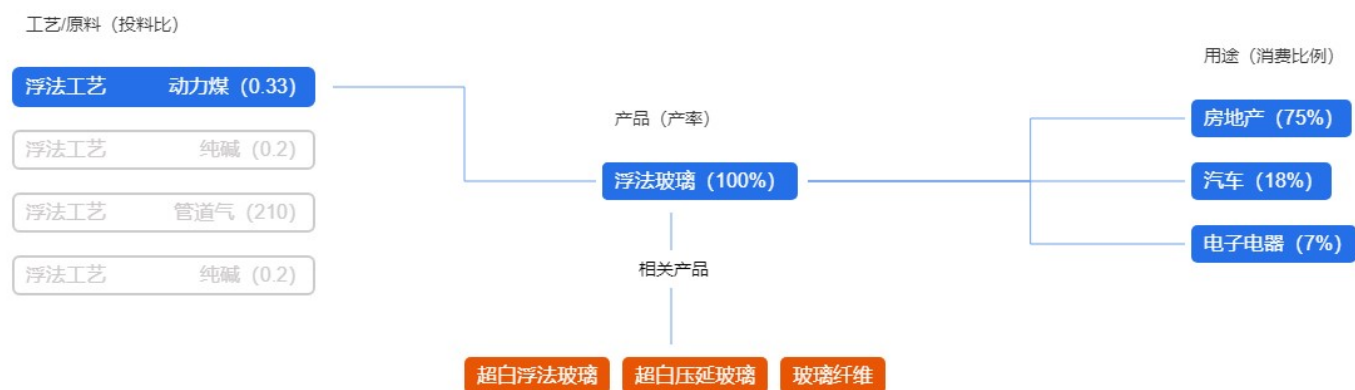 工艺/原料（投料比）
浮法工艺 动力煤（0.33）
浮法工艺 纯碱（0.2）
浮法工艺 管道气（210）
浮法工艺 纯碱（0.2）
产品（产率）
浮法玻璃（100%）
相关产品
超白浮法玻璃 超白压延玻璃 玻璃纤维
用途（消费比例）
房地产（75%）
汽车（18%）
电子电器（7%）